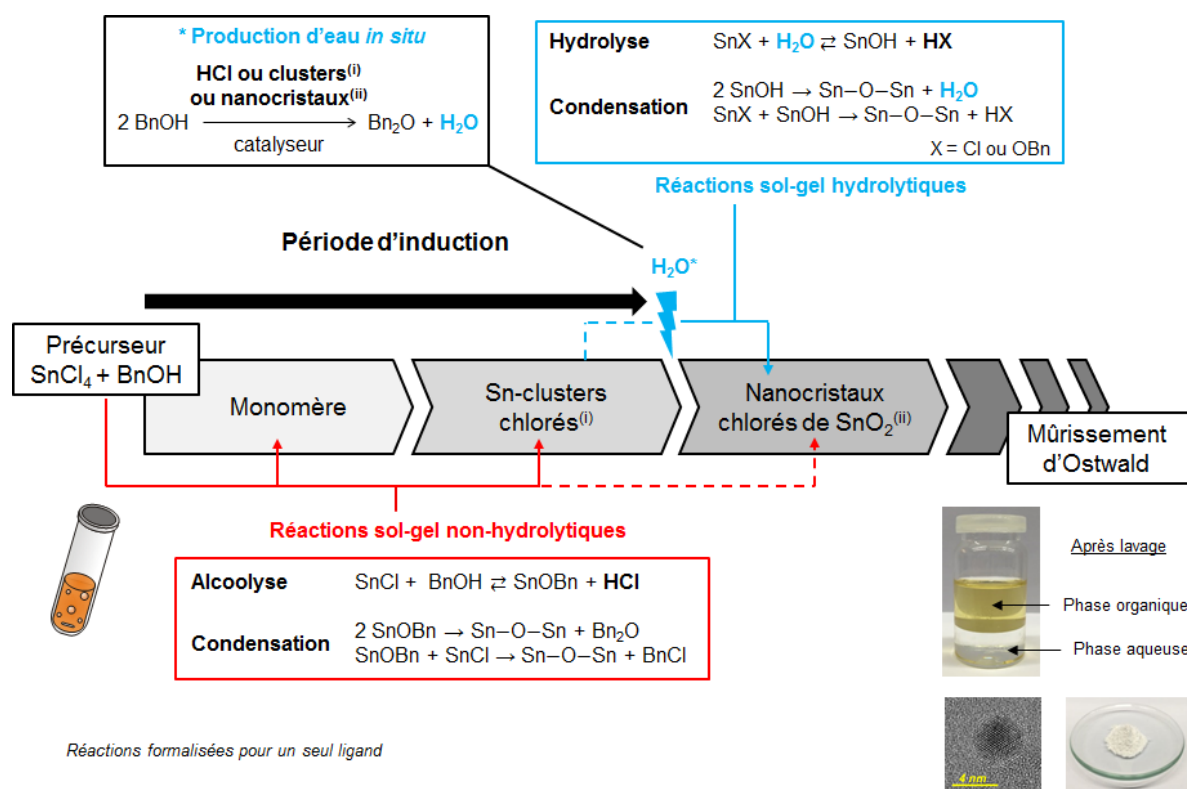 * Production d’eau in situ
HCl ou clusters(i)
ou nanocristaux(ii)
2 BnOH → Bn2O + H2O
catalyseur
Hydrolyse SnX + H2O ⇄ SnOH + HX
Condensation 2 SnOH → Sn–O–Sn + H2O
SnX + SnOH → Sn–O–Sn + HX
X = Cl ou OBn
Réactions sol-gel hydrolytiques
Période d’induction
H2O*
Précurseur
SnCl4 + BnOH
Monomère
Sn-clusters
chlorés(i)
Nanocristaux
chlorés de SnO2(ii)
Mûrissement
d’Ostwald
Réactions sol-gel non-hydrolytiques
Alcoolyse SnCl + BnOH ⇄ SnOBn + HCl
Condensation 2 SnOBn → Sn–O–Sn + Bn2O
SnOBn + SnCl → Sn–O–Sn + BnCl
Après lavage
Phase organique
Phase aqueuse
4 nm
Réactions formalisées pour un seul ligand